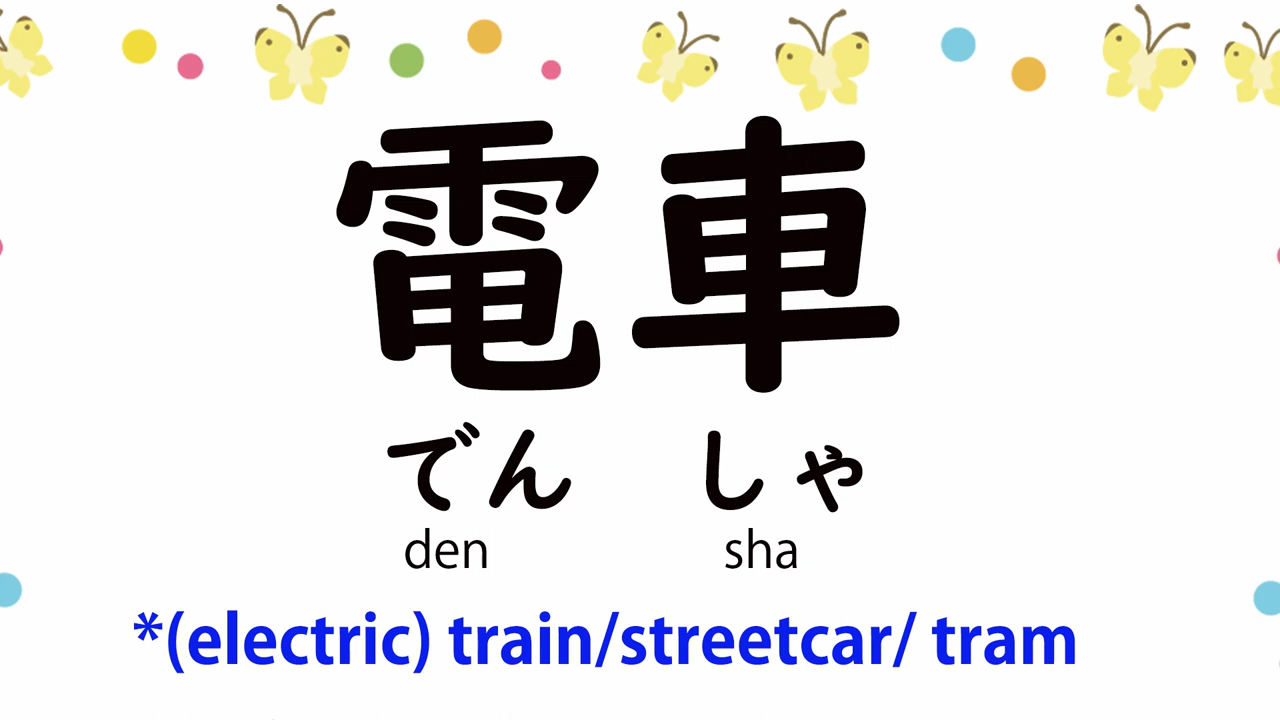 電車
でん しゃ
den sha
*(electric) train/streetcar/ tram